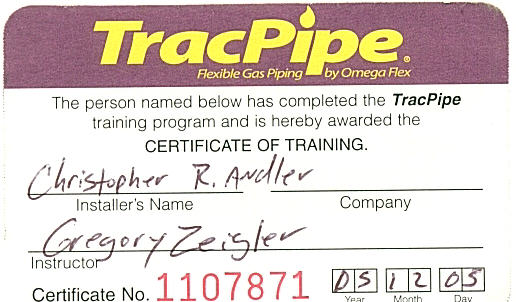 TracPipe®
Flexible Gas Piping by Omega Flex
The person named below has completed the TracPipe
training program and is hereby awarded the
CERTIFICATE OF TRAINING.
Christopher R. Andler
Installer's Name Company
Gregory Zeigler
Instructor
Certificate No. 1107871 05 12 05
Year Month Day